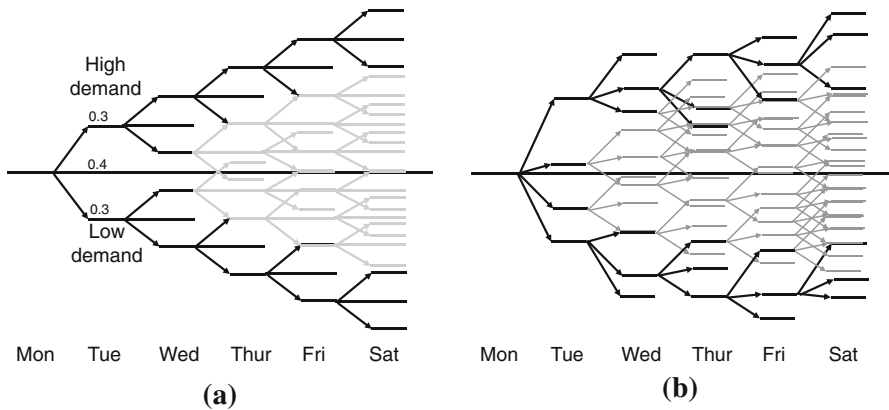 High
demand
0.3
0.4
0.3
Low
demand
Mon Tue Wed Thur Fri Sat
(a)
Mon Tue Wed Thur Fri Sat
(b)